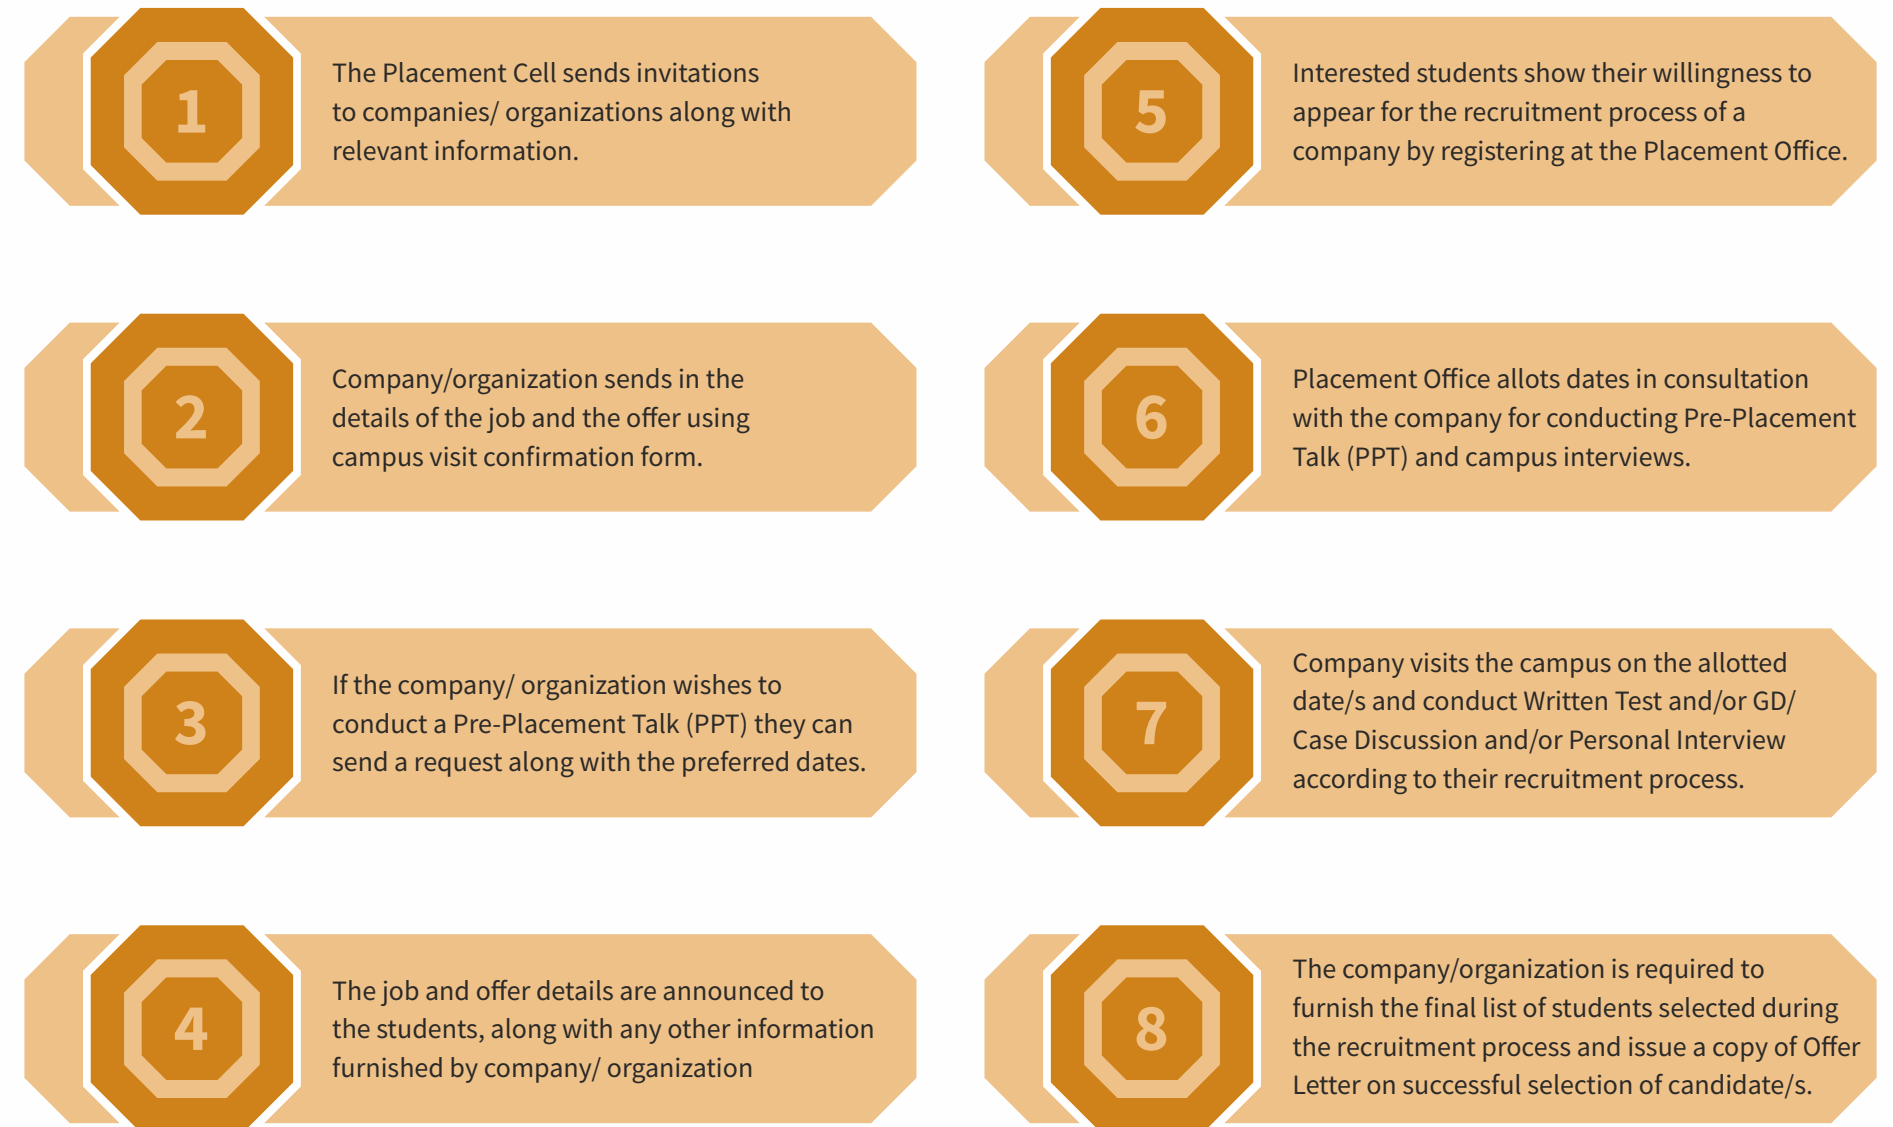 1
The Placement Cell sends invitations
to companies/ organizations along with
relevant information.
2
Company/organization sends in the
details of the job and the offer using
campus visit confirmation form.
3
If the company/ organization wishes to
conduct a Pre-Placement Talk (PPT) they can
send a request along with the preferred dates.
4
The job and offer details are announced to
the students, along with any other information
furnished by company/ organization
5
Interested students show their willingness to
appear for the recruitment process of a
company by registering at the Placement Office.
6
Placement Office allots dates in consultation
with the company for conducting Pre-Placement
Talk (PPT) and campus interviews.
7
Company visits the campus on the allotted
date/s and conduct Written Test and/or GD/
Case Discussion and/or Personal Interview
according to their recruitment process.
8
The company/organization is required to
furnish the final list of students selected during
the recruitment process and issue a copy of Offer
Letter on successful selection of candidate/s.